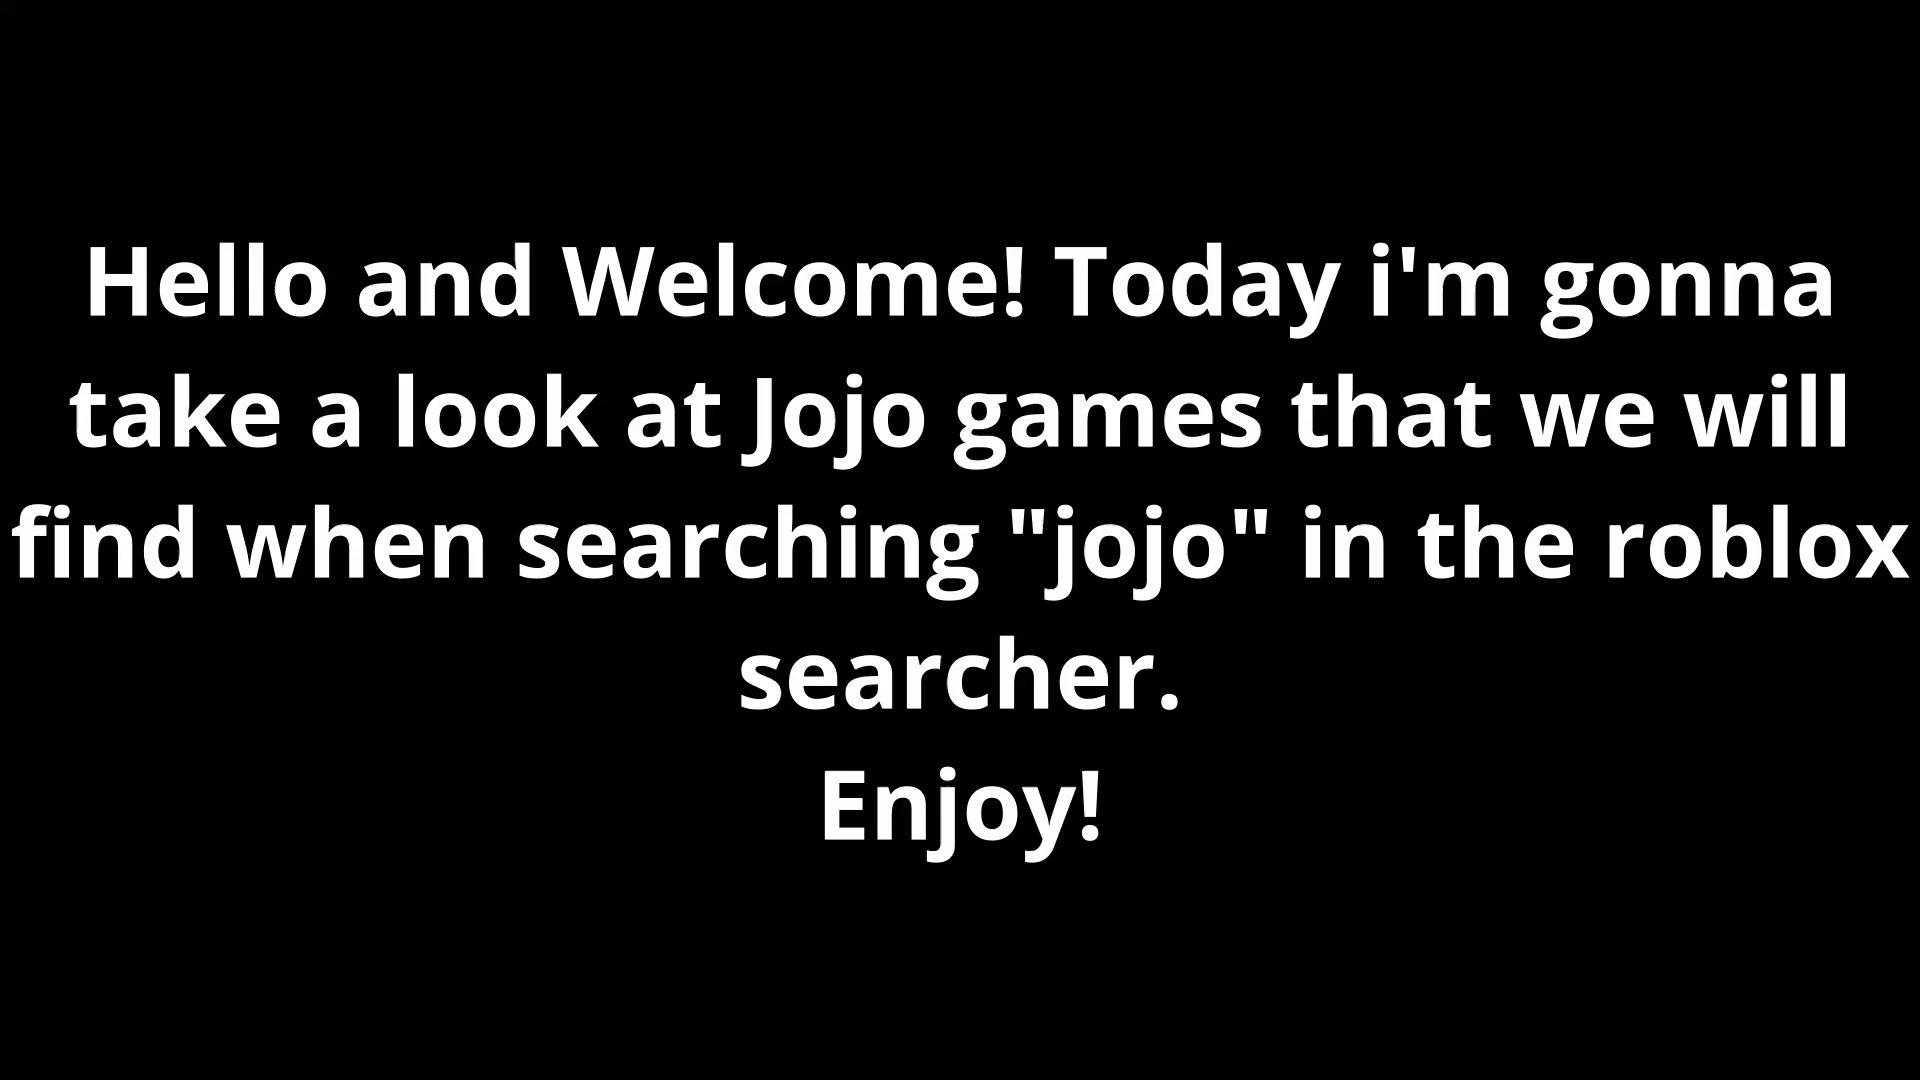 Hello and Welcome! Today i'm gonna
take a look at Jojo games that we will
find when searching "jojo" in the roblox
searcher.
Enjoy!